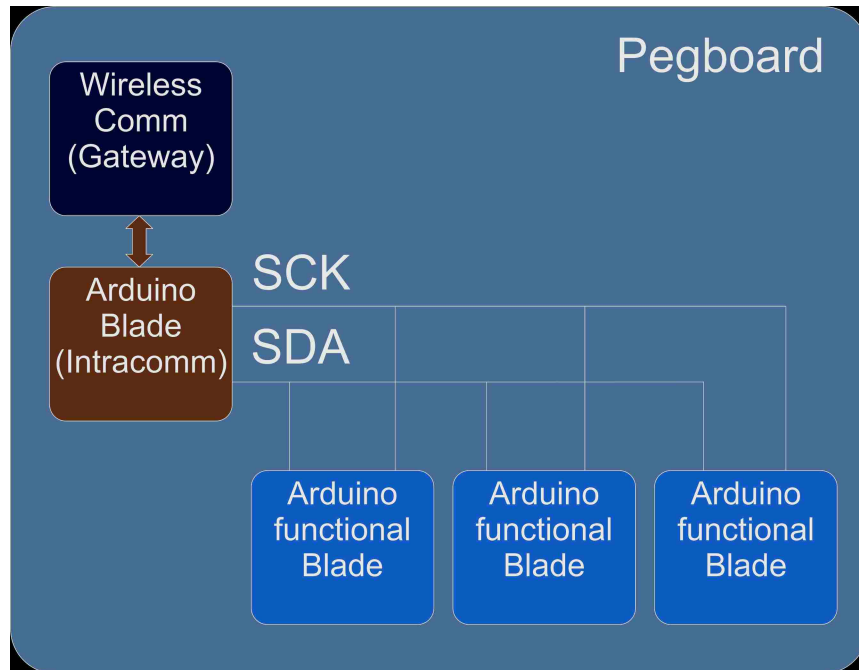 Pegboard
Wireless
Comm
(Gateway)
Arduino
Blade
(Intracomm)
SCK
SDA
Arduino
functional
Blade
Arduino
functional
Blade
Arduino
functional
Blade